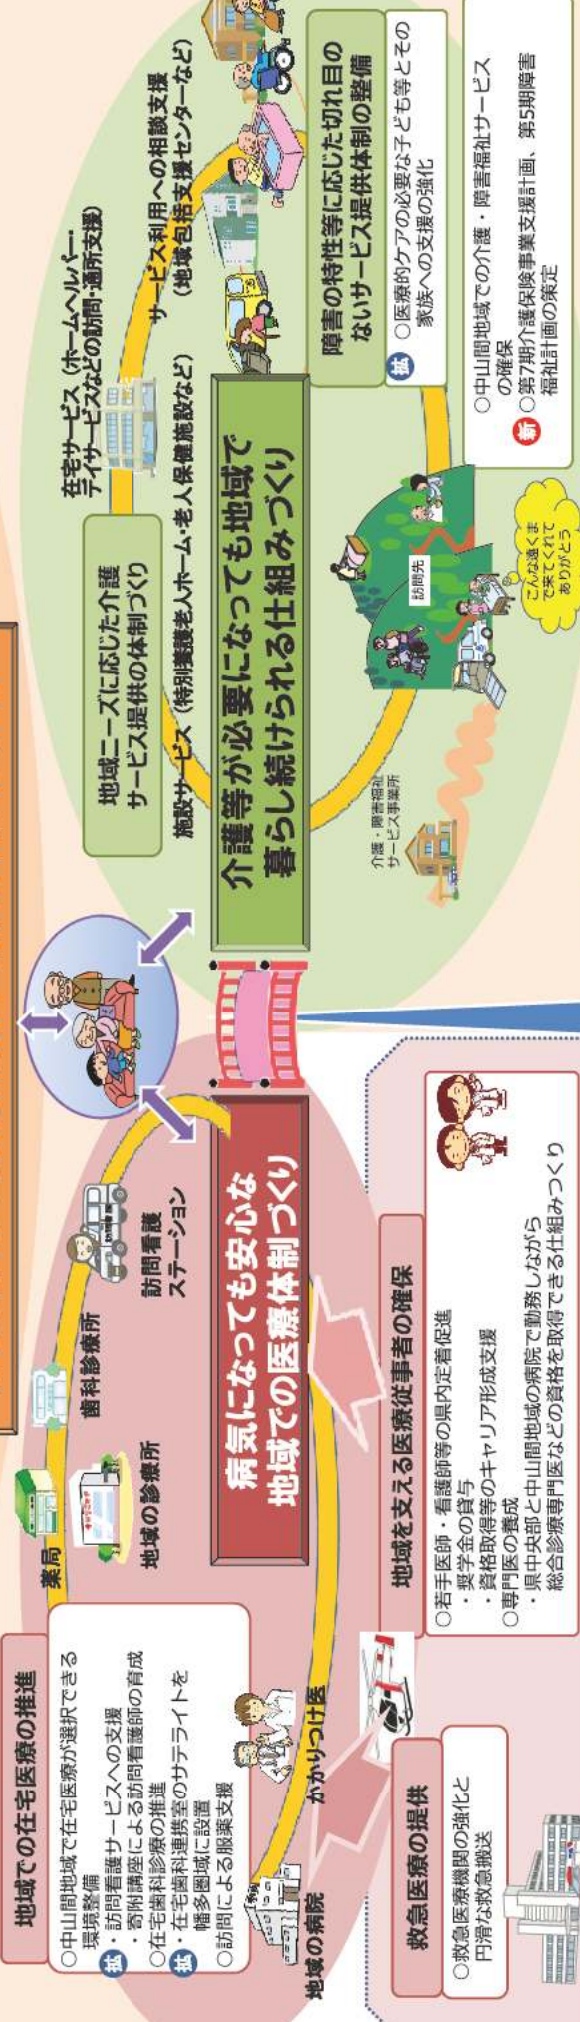 地域での在宅医療の推進
○中山間地域で在宅医療が選択できる
環境整備
拡・訪問看護サービスへの支援
・寄附講座による訪問看護師の育成
○在宅歯科診療の推進
拡・在宅歯科連携室のサテライトを
幡多圏域に設置
○訪問による服薬支援
薬局
歯科診療所
地域の診療所
訪問看護
ステーション
地域の病院
かかりつけ医
病気になっても安心な
地域での医療体制づくり
救急医療の提供
○救急医療機関の強化と
円滑な救急搬送
地域を支える医療従事者の確保
○若手医師・看護師等の県内定着促進
・奨学金の貸与
・資格取得等のキャリア形成支援
○専門医の養成
・県中央部と中山間地域の病院で勤務しながら
総合診療専門医などの資格を取得できる仕組みつくり
地域ニーズに応じた介護
サービス提供の体制づくり
在宅サービス（ホームヘルパー・
デイサービスなどの訪問・通所支援）
サービス利用への相談支援
（地域包括支援センターなど）
施設サービス（特別養護老人ホーム・老人保健施設など）
介護等が必要になっても地域で
暮らし続けられる仕組みづくり
障害の特性等に応じた切れ目の
ないサービス提供体制の整備
拡○医療的ケアの必要な子ども等とその
家族への支援の強化
○中山間地域での介護・障害福祉サービス
の確保
新○第7期介護保険事業支援計画、第5期障害
福祉計画の策定
介護・障害福祉
サービス事業所
訪問先
こんな遠くま
で来てくれて
ありがとう